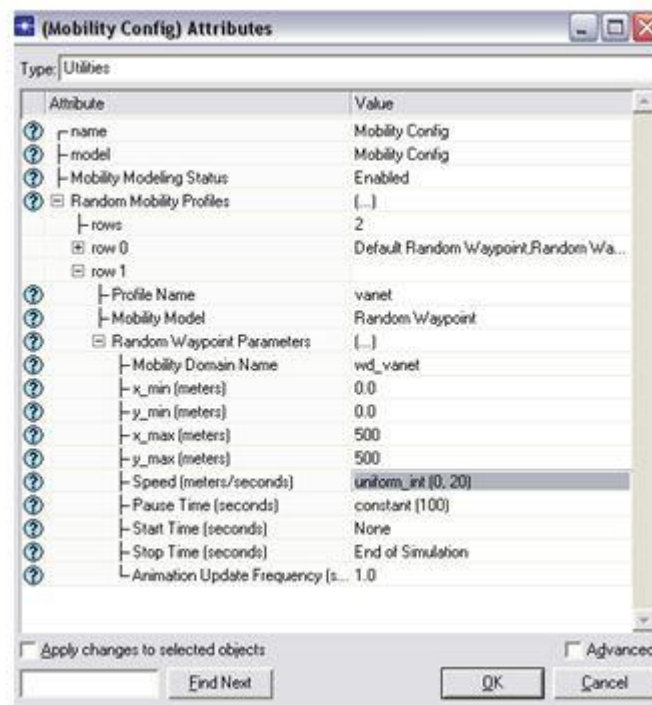 (Mobility Config) Attributes
Type: Utilities
Attribute Value
name Mobility Config
model Mobility Config
Mobility Modeling Status Enabled
Random Mobility Profiles (...)
rows 2
row 0 Default Random Waypoint,Random Wa...
row 1
Profile Name vanet
Mobility Model Random Waypoint
Random Waypoint Parameters (...)
Mobility Domain Name wd_vanet
x_min (meters) 0.0
y_min (meters) 0.0
x_max (meters) 500
y_max (meters) 500
Speed (meters/seconds) uniform_int (0, 20)
Pause Time (seconds) constant (100)
Start Time (seconds) None
Stop Time (seconds) End of Simulation
Animation Update Frequency (s... 1.0
Apply changes to selected objects Advanced
Find Next OK Cancel